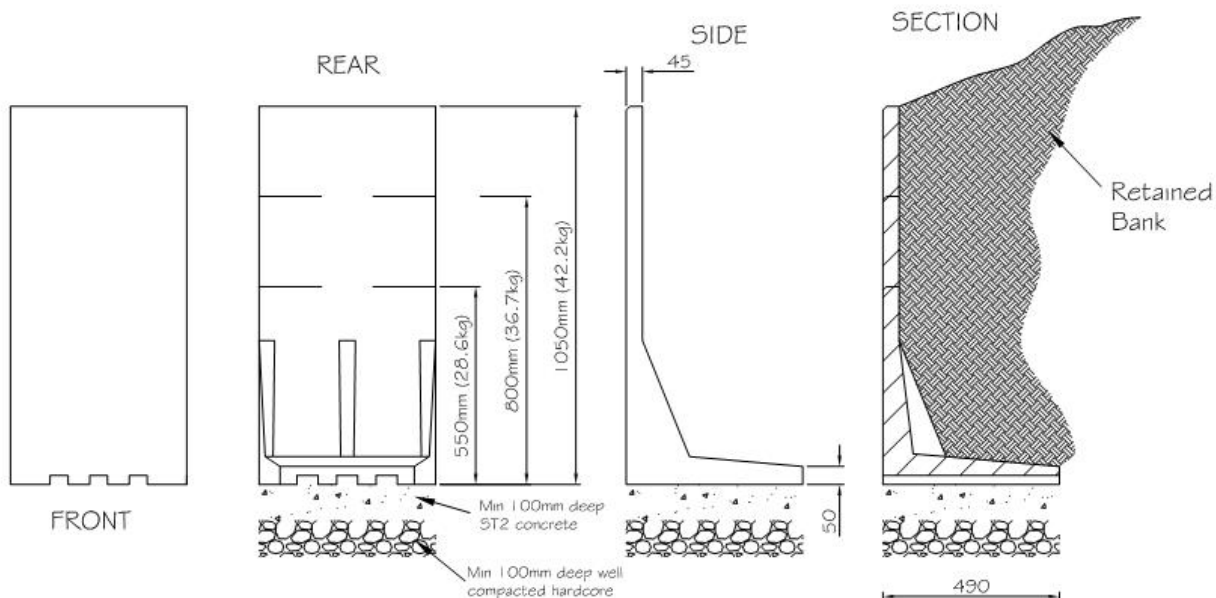 REAR
SIDE
SECTION
45
Retained
Bank
550mm (28.6kg)
800mm (36.7kg)
1050mm (42.2kg)
50
FRONT
Min 100mm deep
ST2 concrete
Min 100mm deep well
compacted hardcore
490